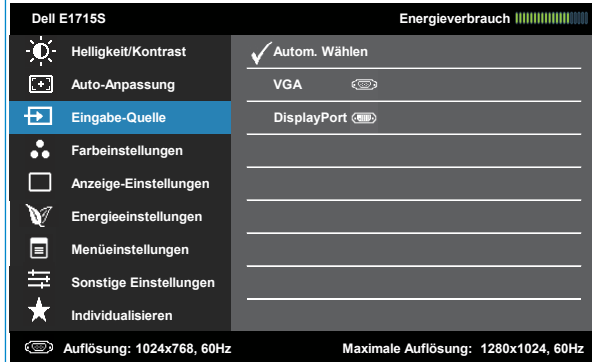 Dell E1715S Energieverbrauch
Helligkeit/Kontrast Autom. Wählen
Auto-Anpassung VGA
Eingabe-Quelle DisplayPort
Farbeinstellungen
Anzeige-Einstellungen
Energieeinstellungen
Menüeinstellungen
Sonstige Einstellungen
Individualisieren
Auflösung: 1024x768, 60Hz Maximale Auflösung: 1280x1024, 60Hz